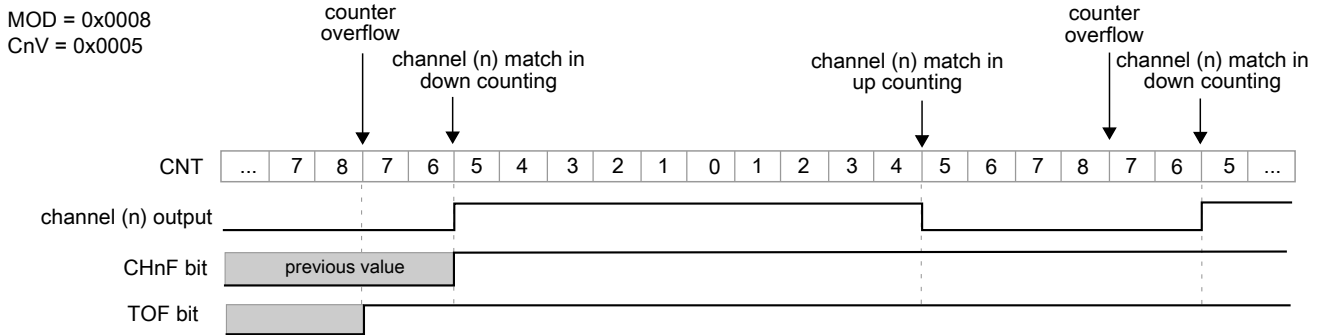 MOD = 0x0008
CnV = 0x0005
counter
overflow
channel (n) match in
down counting
channel (n) match in
up counting
counter
overflow
channel (n) match in
down counting
CNT ... 7 8 7 6 5 4 3 2 1 0 1 2 3 4 5 6 7 8 7 6 5 ...
channel (n) output
CHnF bit previous value
TOF bit